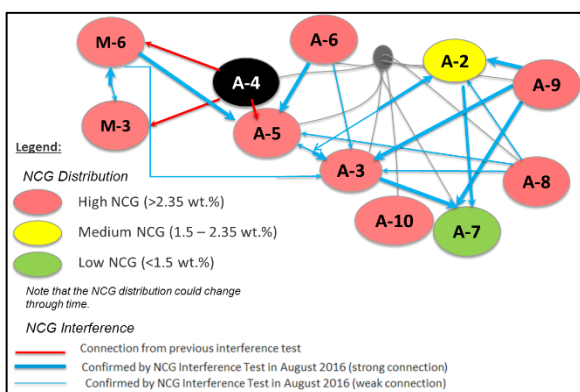 M-6
A-6
A-2
A-4
A-9
M-3
A-5
A-3
A-8
A-10
A-7
Legend:
NCG Distribution
High NCG (>2.35 wt.%)
Medium NCG (1.5 – 2.35 wt.%)
Low NCG (<1.5 wt.%)
Note that the NCG distribution could change
through time.
NCG Interference
Connection from previous interference test
Confirmed by NCG Interference Test in August 2016 (strong connection)
Confirmed by NCG Interference Test in August 2016 (weak connection)